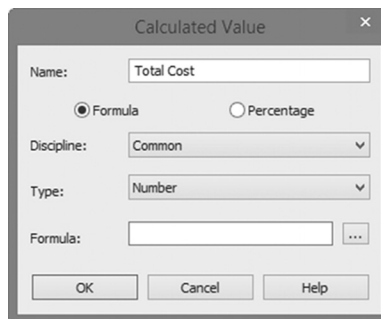 Calculated Value
Name: Total Cost
Formula Percentage
Discipline: Common
Type: Number
Formula: ...
OK Cancel Help